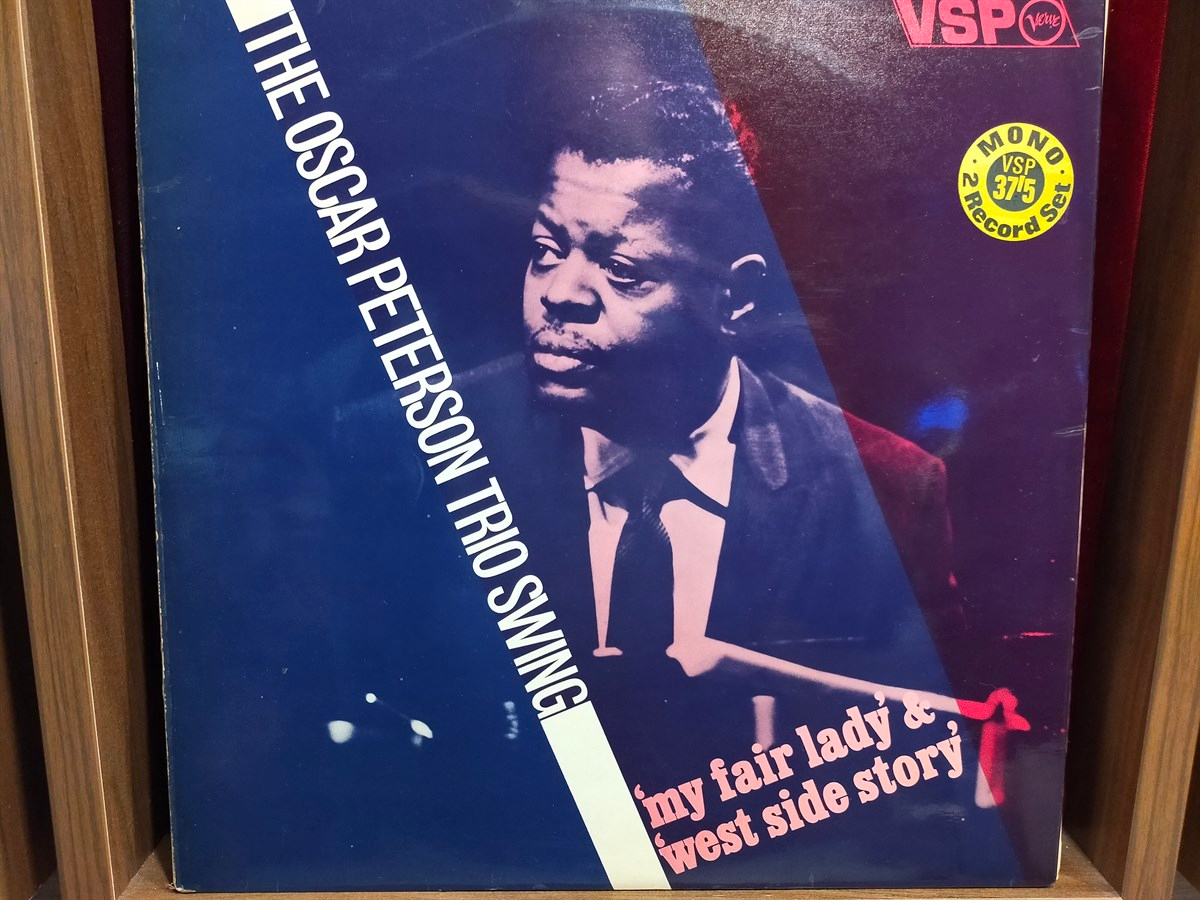 THE OSCAR PETERSON TRIO SWING
VSP Verve
MONO
VSP
37'5
2 Record Set
'my fair lady' &
'west side story'